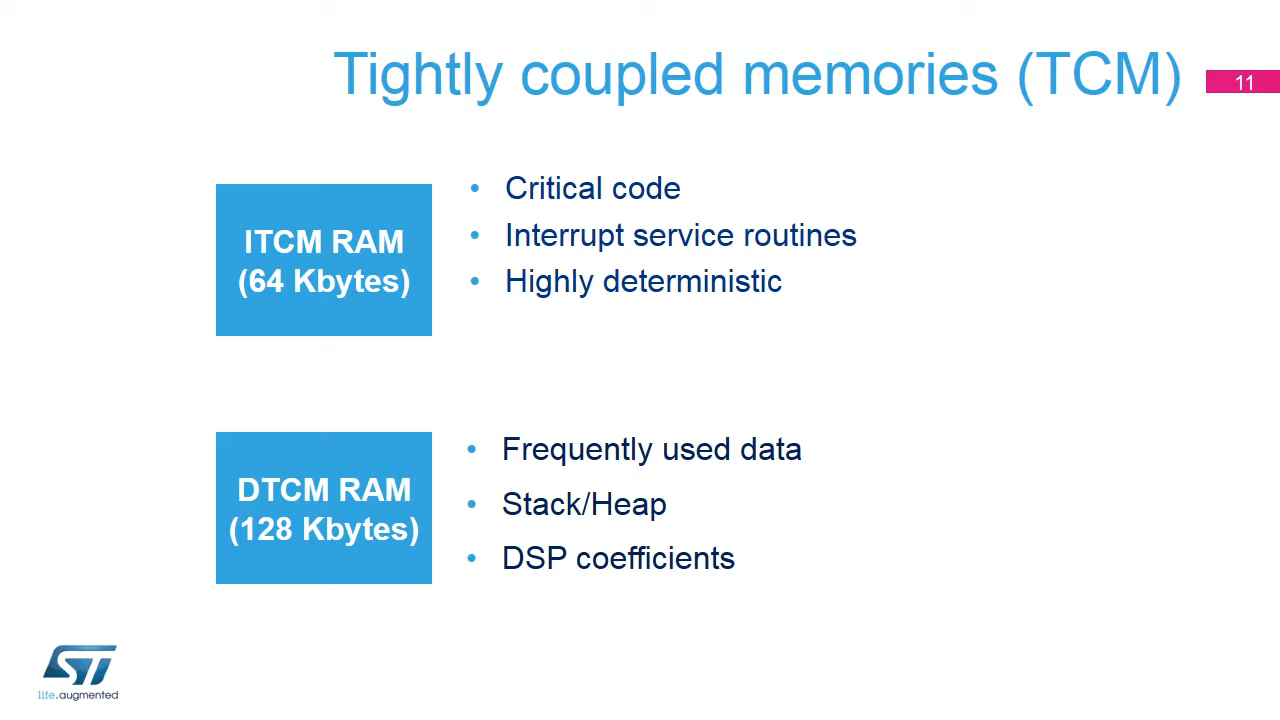 Tightly coupled memories (TCM)
11
ITCM RAM
(64 Kbytes)
• Critical code
• Interrupt service routines
• Highly deterministic
DTCM RAM
(128 Kbytes)
• Frequently used data
• Stack/Heap
• DSP coefficients
ST
life.augmented